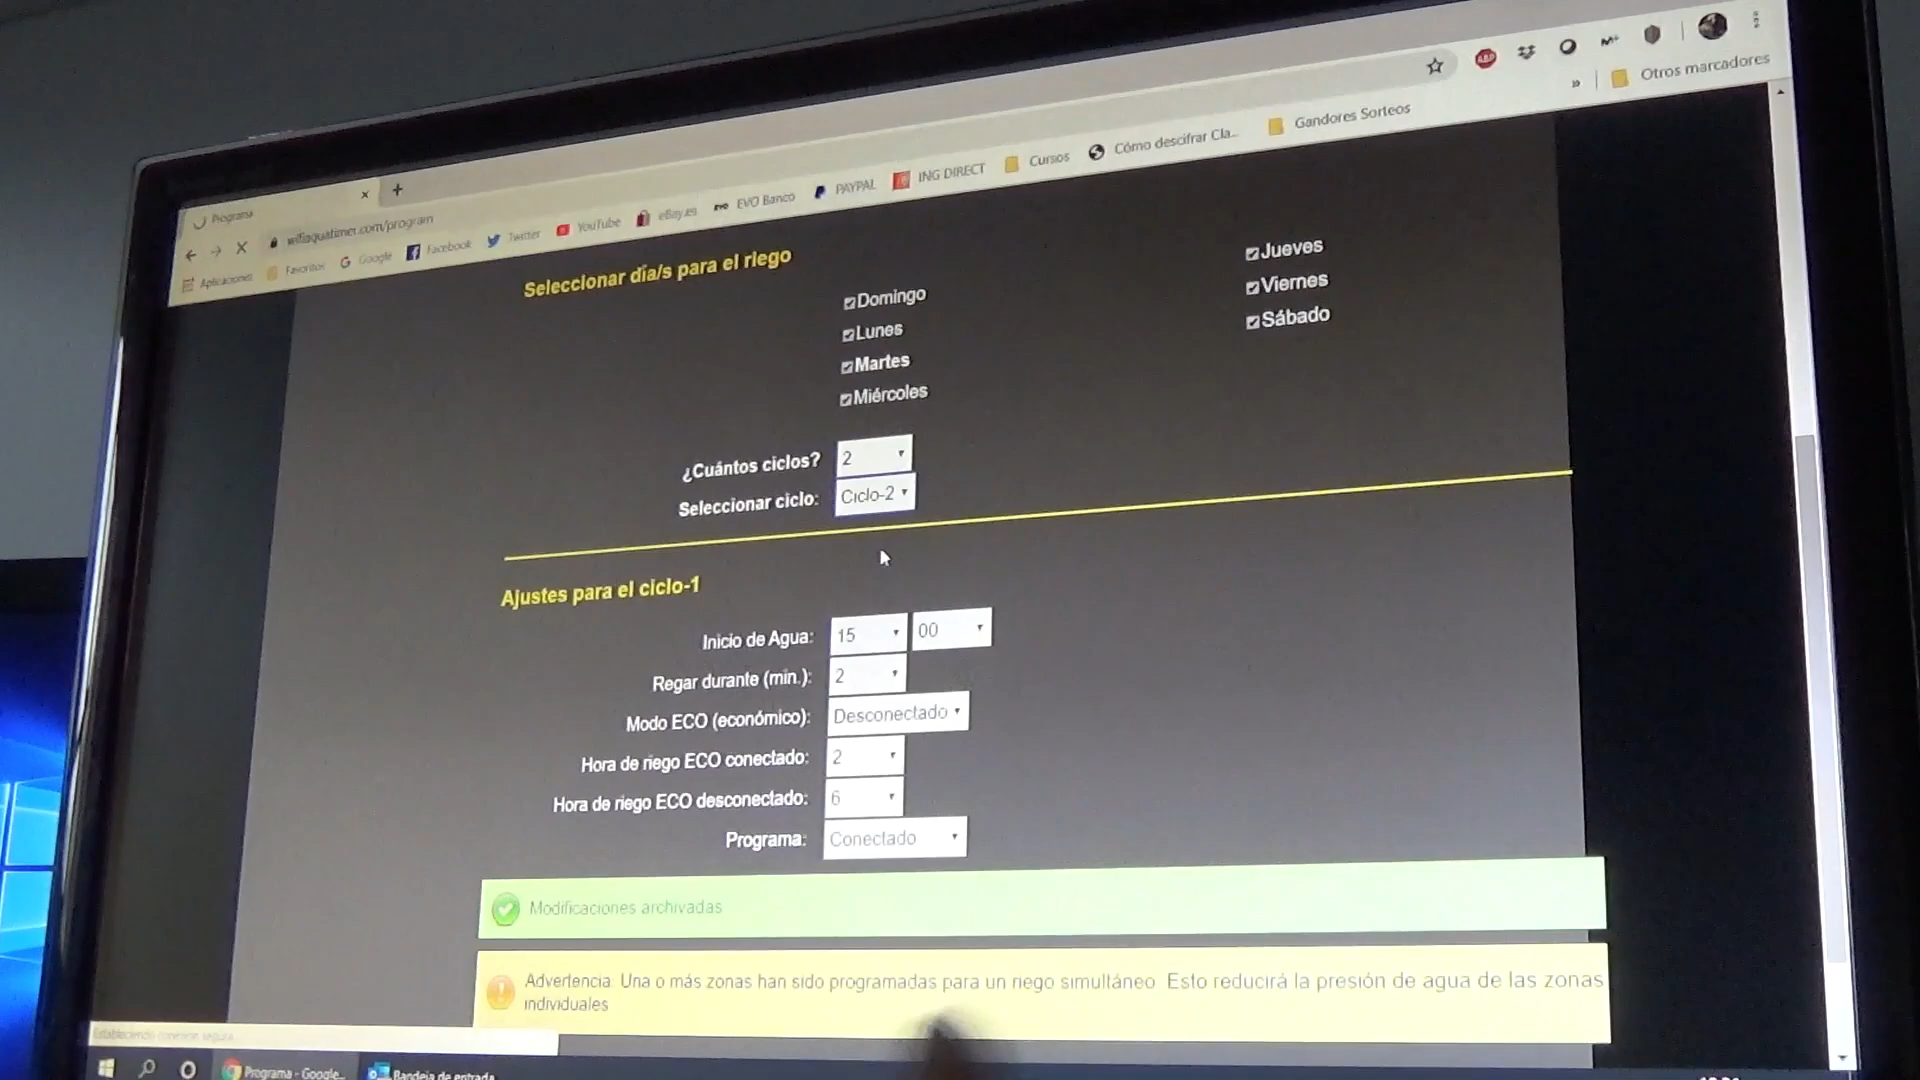 Programa
wifiaquatimer.com/program
Otros marcadores
Aplicaciones
Favoritos
Google
Facebook
Twitter
YouTube
eBay.es
EVO Banco
PAYPAL
ING DIRECT
Cursos
Cómo descifrar Cla...
Gandores Sorteos
Seleccionar día/s para el riego
Domingo
Lunes
Martes
Miércoles
Jueves
Viernes
Sábado
¿Cuántos ciclos? 2
Seleccionar ciclo: Ciclo-2
Ajustes para el ciclo-1
Inicio de Agua: 15 00
Regar durante (min.): 2
Modo ECO (económico): Desconectado
Hora de riego ECO conectado: 2
Hora de riego ECO desconectado: 6
Programa: Conectado
Modificaciones archivadas
Advertencia: Una o más zonas han sido programadas para un riego simultáneo. Esto reducirá la presión de agua de las zonas
individuales
Estableciendo conexión segura...
Programa - Google...
Bandeja de entrada